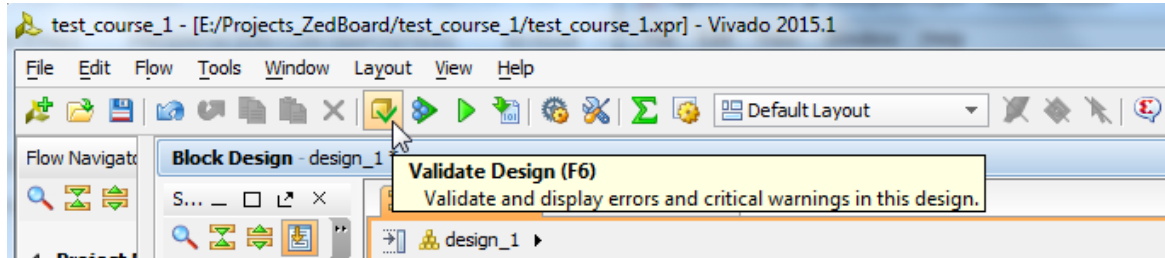 test_course_1 - [E:/Projects_ZedBoard/test_course_1/test_course_1.xpr] - Vivado 2015.1
File Edit Flow Tools Window Layout View Help
Default Layout
Flow Navigato
Block Design - design_1
Validate Design (F6)
Validate and display errors and critical warnings in this design.
S...
design_1